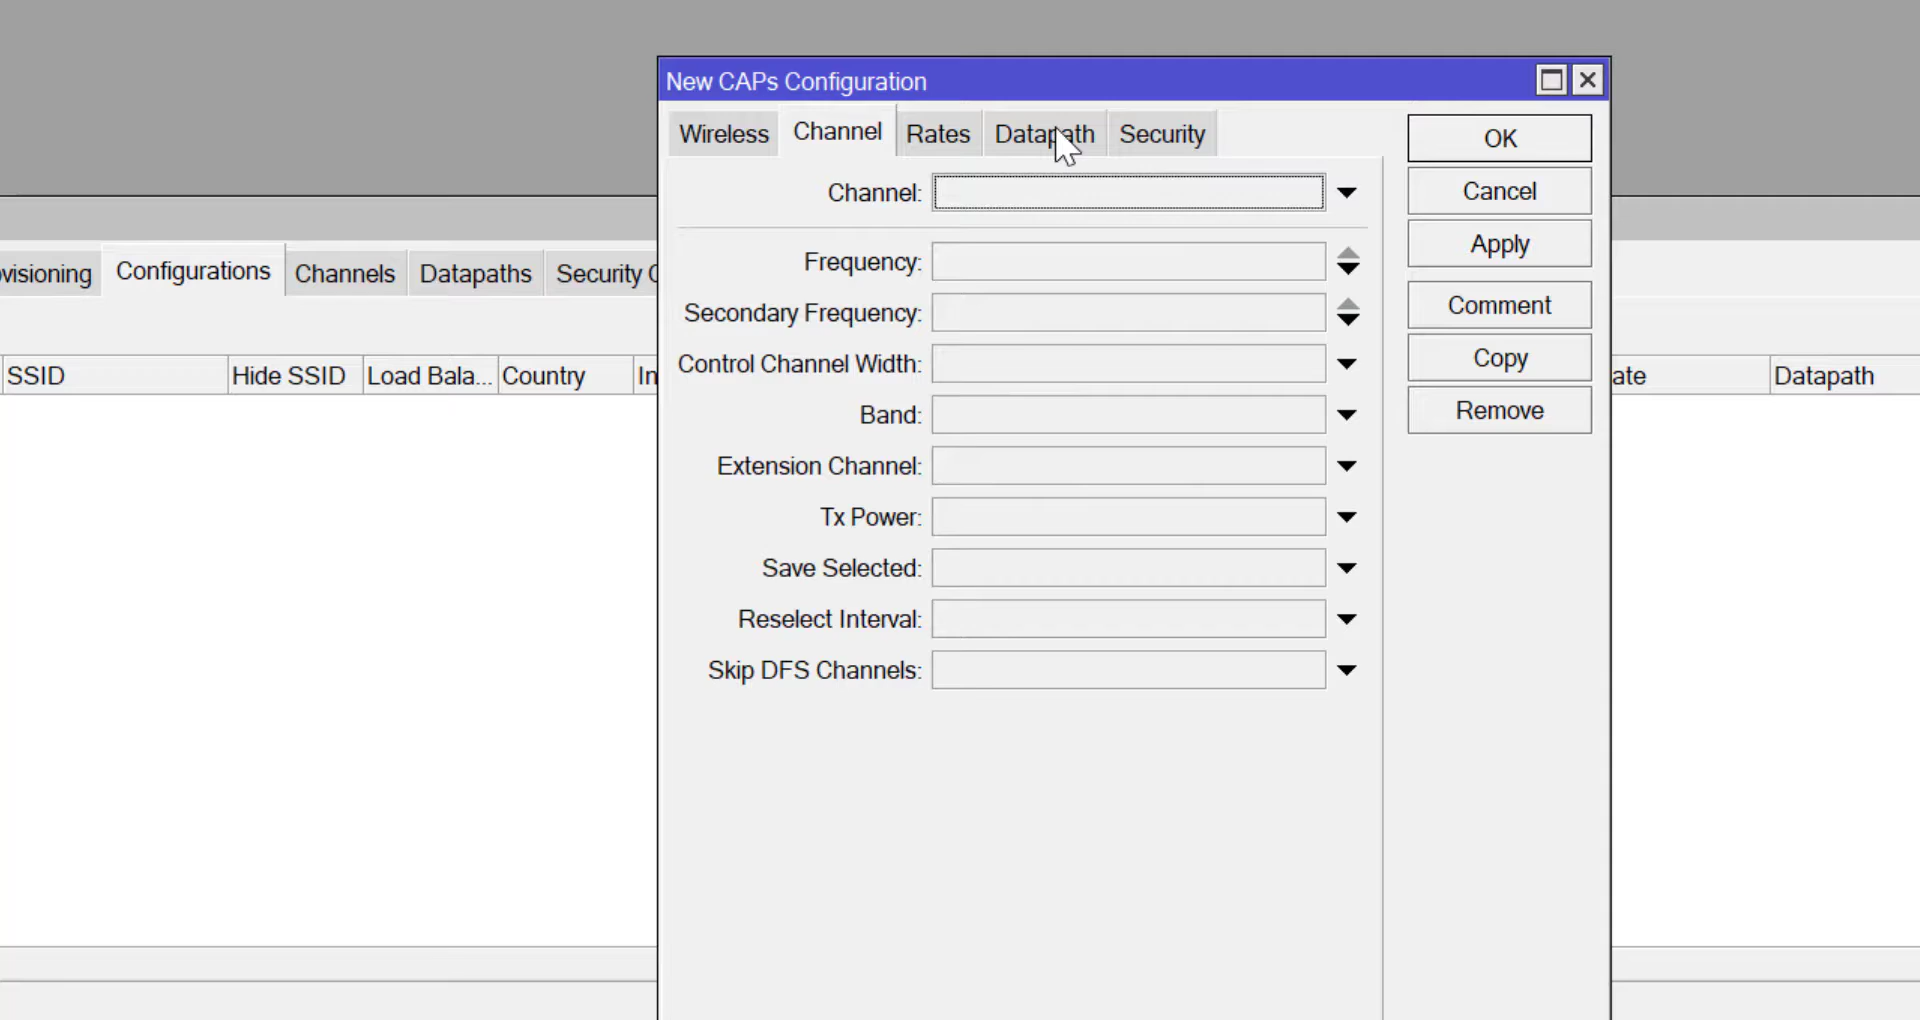 New CAPs Configuration
Wireless Channel Rates Datapath Security
OK
Cancel
Apply
Comment
Copy
Remove
Channel:
Frequency:
Secondary Frequency:
Control Channel Width:
Band:
Extension Channel:
Tx Power:
Save Selected:
Reselect Interval:
Skip DFS Channels:
visioning Configurations Channels Datapaths Security C
SSID Hide SSID Load Bala... Country In ate Datapath